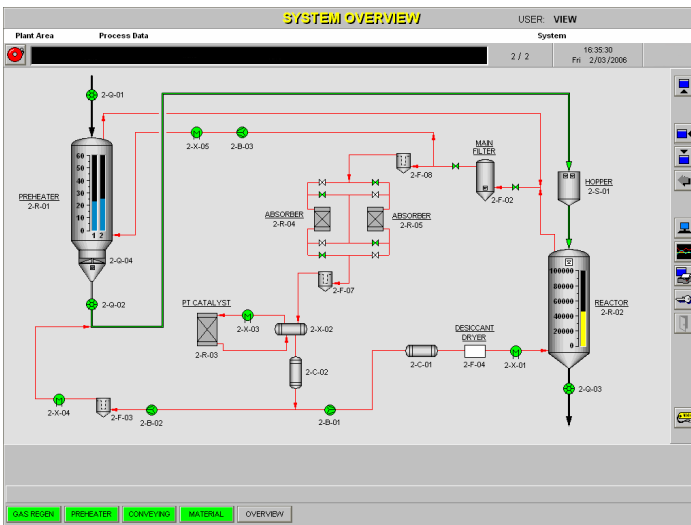 SYSTEM OVERVIEW
USER: VIEW
Plant Area
Process Data
System
2 / 2
16:35:30
Fri 2/03/2006
2-Q-01
2-X-05
2-B-03
MAIN
FILTER
2-F-08
2-F-02
HOPPER
2-S-01
60
50
40
30
20
10
0
1 2
PREHEATER
2-R-01
ABSORBER
2-R-04
ABSORBER
2-R-05
2-Q-04
2-F-07
100000
80000
60000
40000
20000
0
REACTOR
2-R-02
2-Q-02
PT CATALYST
2-X-03
2-X-02
2-R-03
DESICCANT
DRYER
2-C-01
2-F-04
2-X-01
2-C-02
2-Q-03
2-X-04
2-F-03
2-B-02
2-B-01
GAS REGEN
PREHEATER
CONVEYING
MATERIAL
OVERVIEW